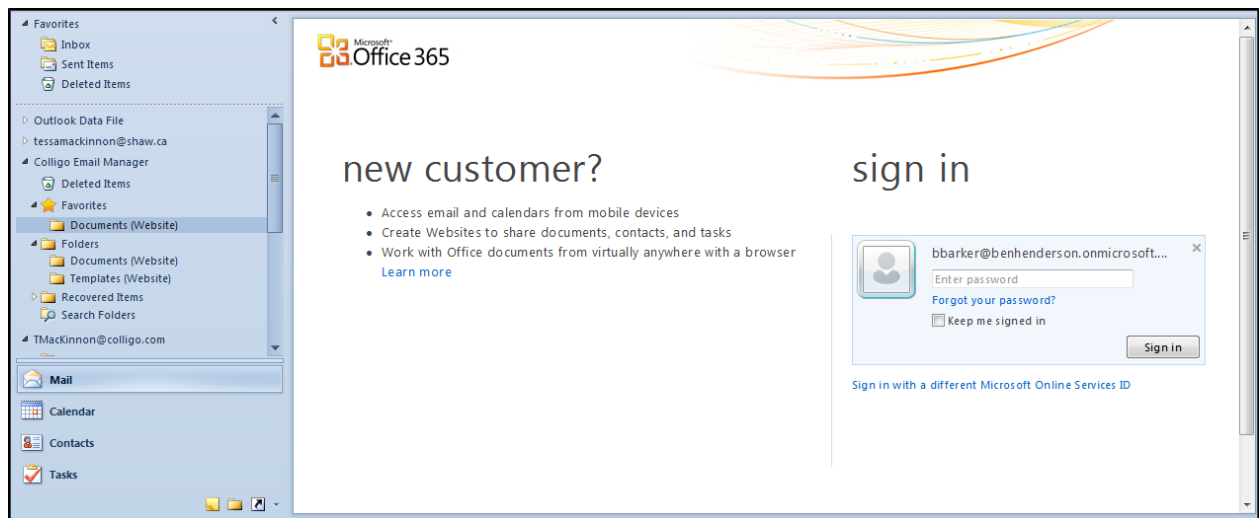 Favorites
Inbox
Sent Items
Deleted Items
Outlook Data File
tessamackinnon@shaw.ca
Colligo Email Manager
Deleted Items
Favorites
Documents (Website)
Folders
Documents (Website)
Templates (Website)
Recovered Items
Search Folders
TMacKinnon@colligo.com
Mail
Calendar
Contacts
Tasks
Microsoft®
Office 365
new customer?
Access email and calendars from mobile devices
Create Websites to share documents, contacts, and tasks
Work with Office documents from virtually anywhere with a browser
Learn more
sign in
bbarker@benhenderson.onmicrosoft....
Enter password
Forgot your password?
Keep me signed in
Sign in
Sign in with a different Microsoft Online Services ID